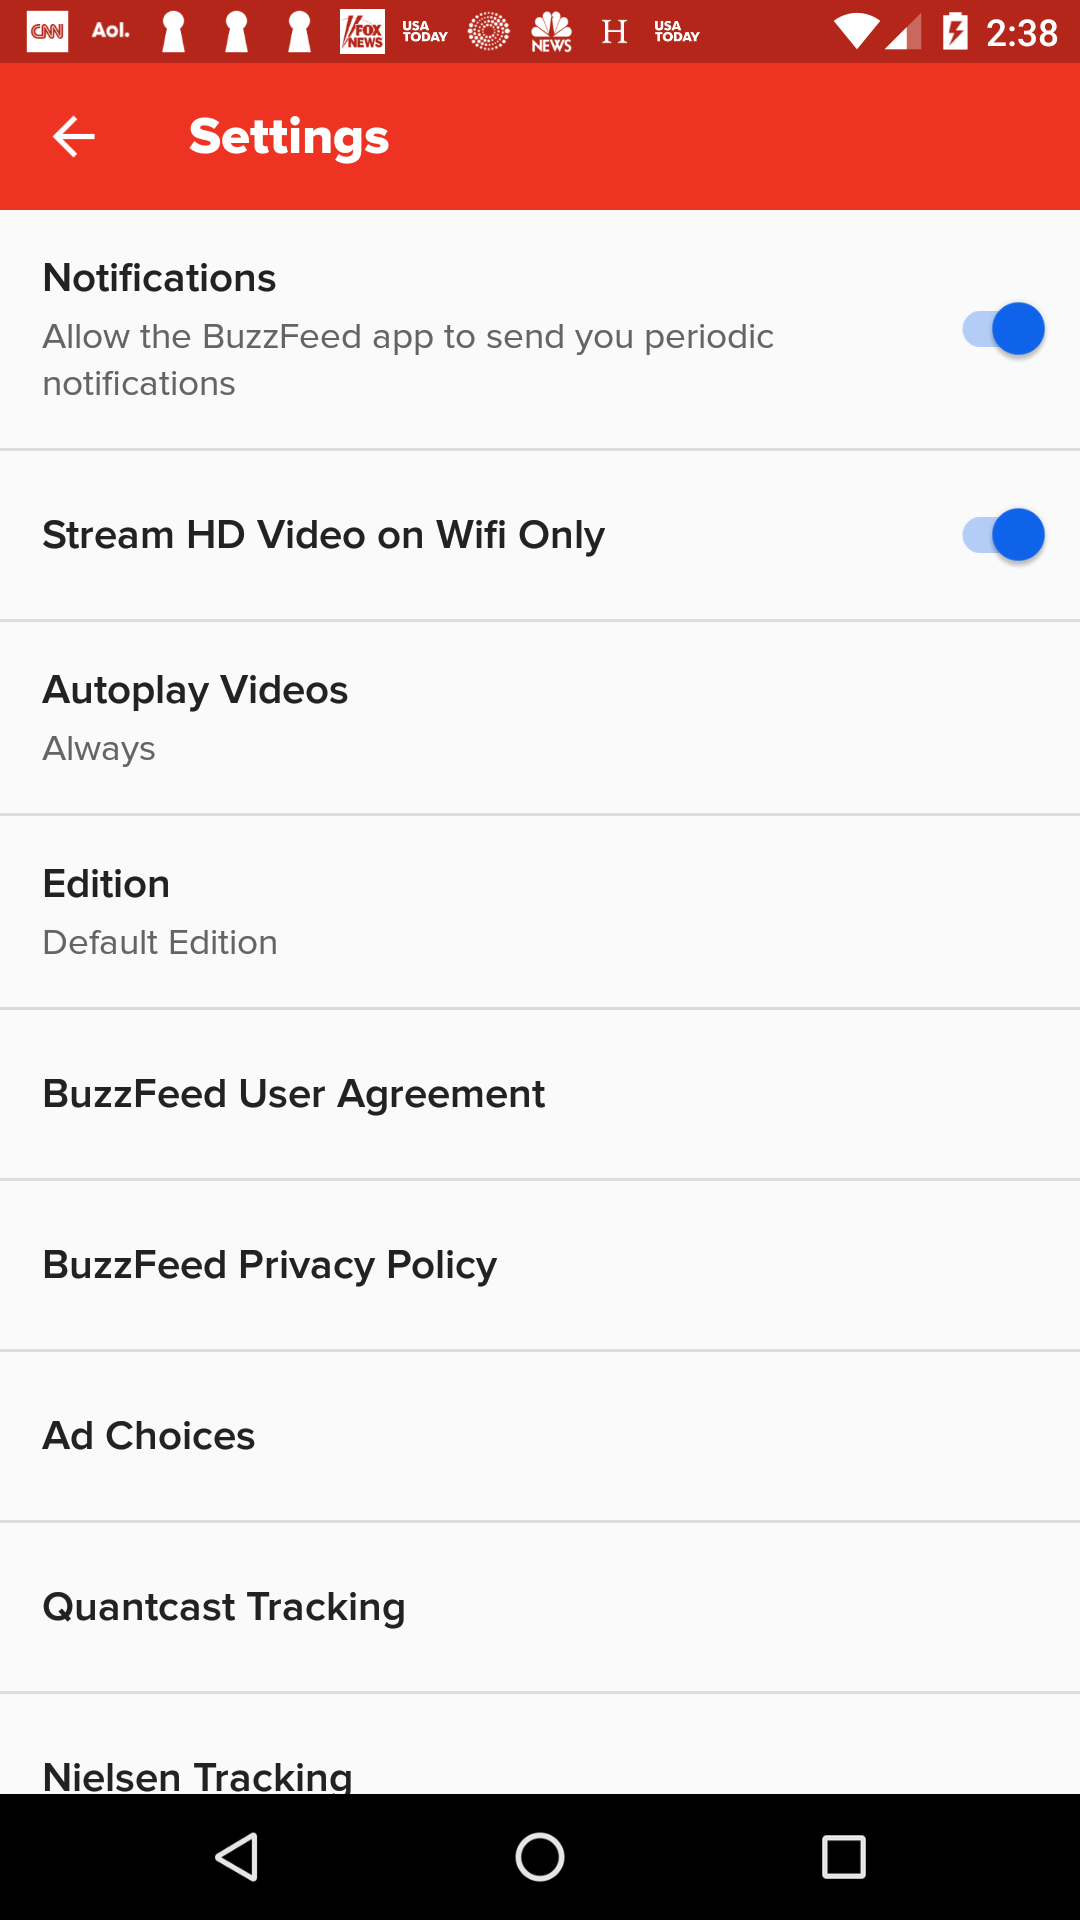 CNN Aol. FOX NEWS USA TODAY NEWS H USA TODAY 2:38
Settings
Notifications
Allow the BuzzFeed app to send you periodic
notifications
Stream HD Video on Wifi Only
Autoplay Videos
Always
Edition
Default Edition
BuzzFeed User Agreement
BuzzFeed Privacy Policy
Ad Choices
Quantcast Tracking
Nielsen Tracking